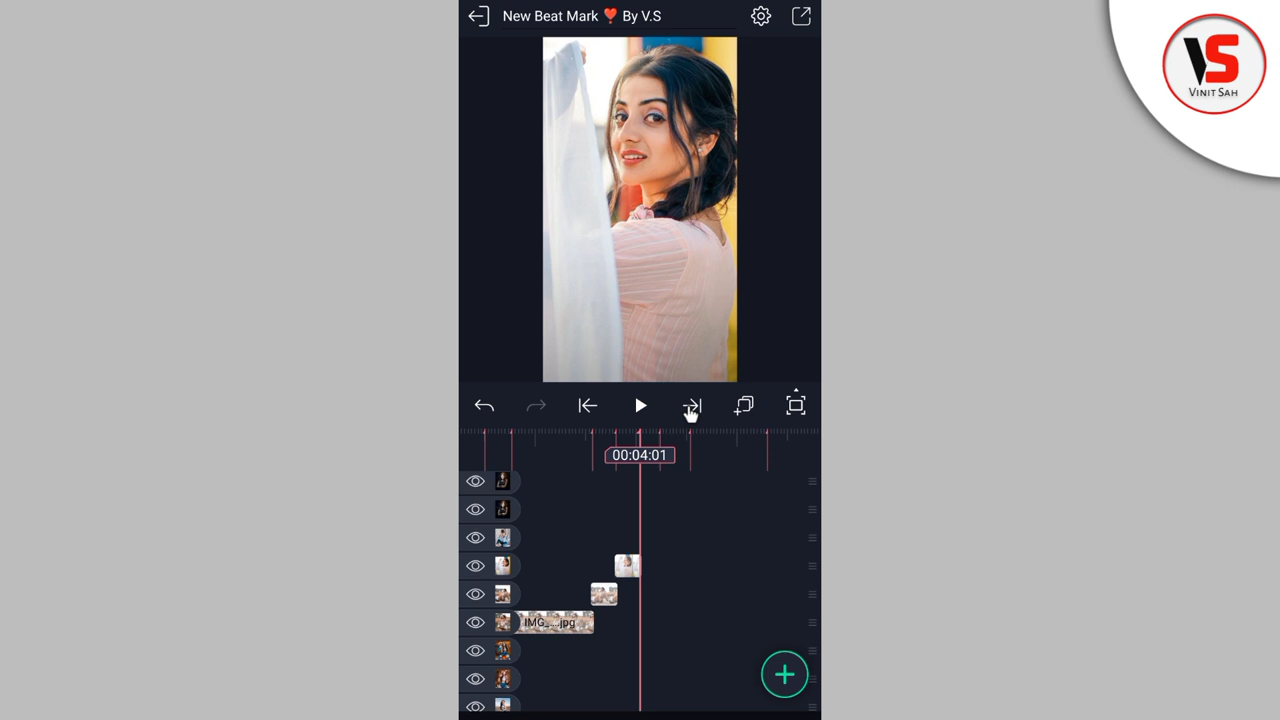 New Beat Mark ❤️ By V.S
VS
VINIT SAH
00:04:01
IMG_...jpg